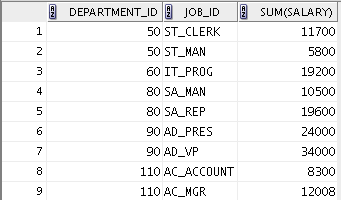 DEPARTMENT_ID JOB_ID SUM(SALARY)
1 50 ST_CLERK 11700
2 50 ST_MAN 5800
3 60 IT_PROG 19200
4 80 SA_MAN 10500
5 80 SA_REP 19600
6 90 AD_PRES 24000
7 90 AD_VP 34000
8 110 AC_ACCOUNT 8300
9 110 AC_MGR 12008